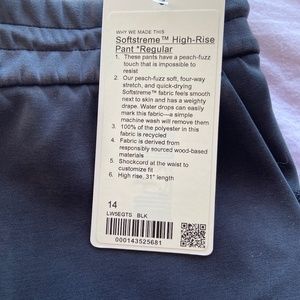 WHY WE MADE THIS
Softstreme™ High-Rise
Pant *Regular
1. These pants have a peach-fuzz
touch that is impossible to
resist
2. Our peach-fuzz soft, four-way
stretch, and quick-drying
Softstreme™ fabric feels smooth
next to skin and has a weighty
drape. Water drops can easily
mark this fabric—a simple
machine wash will remove them
3. 100% of the polyester in this
fabric is recycled
4. Fabric is derived from
responsibly sourced wood-based
materials
5. Shockcord at the waist to
customize fit
6. High rise, 31" length
14
LW5EGTS BLK
000143525681